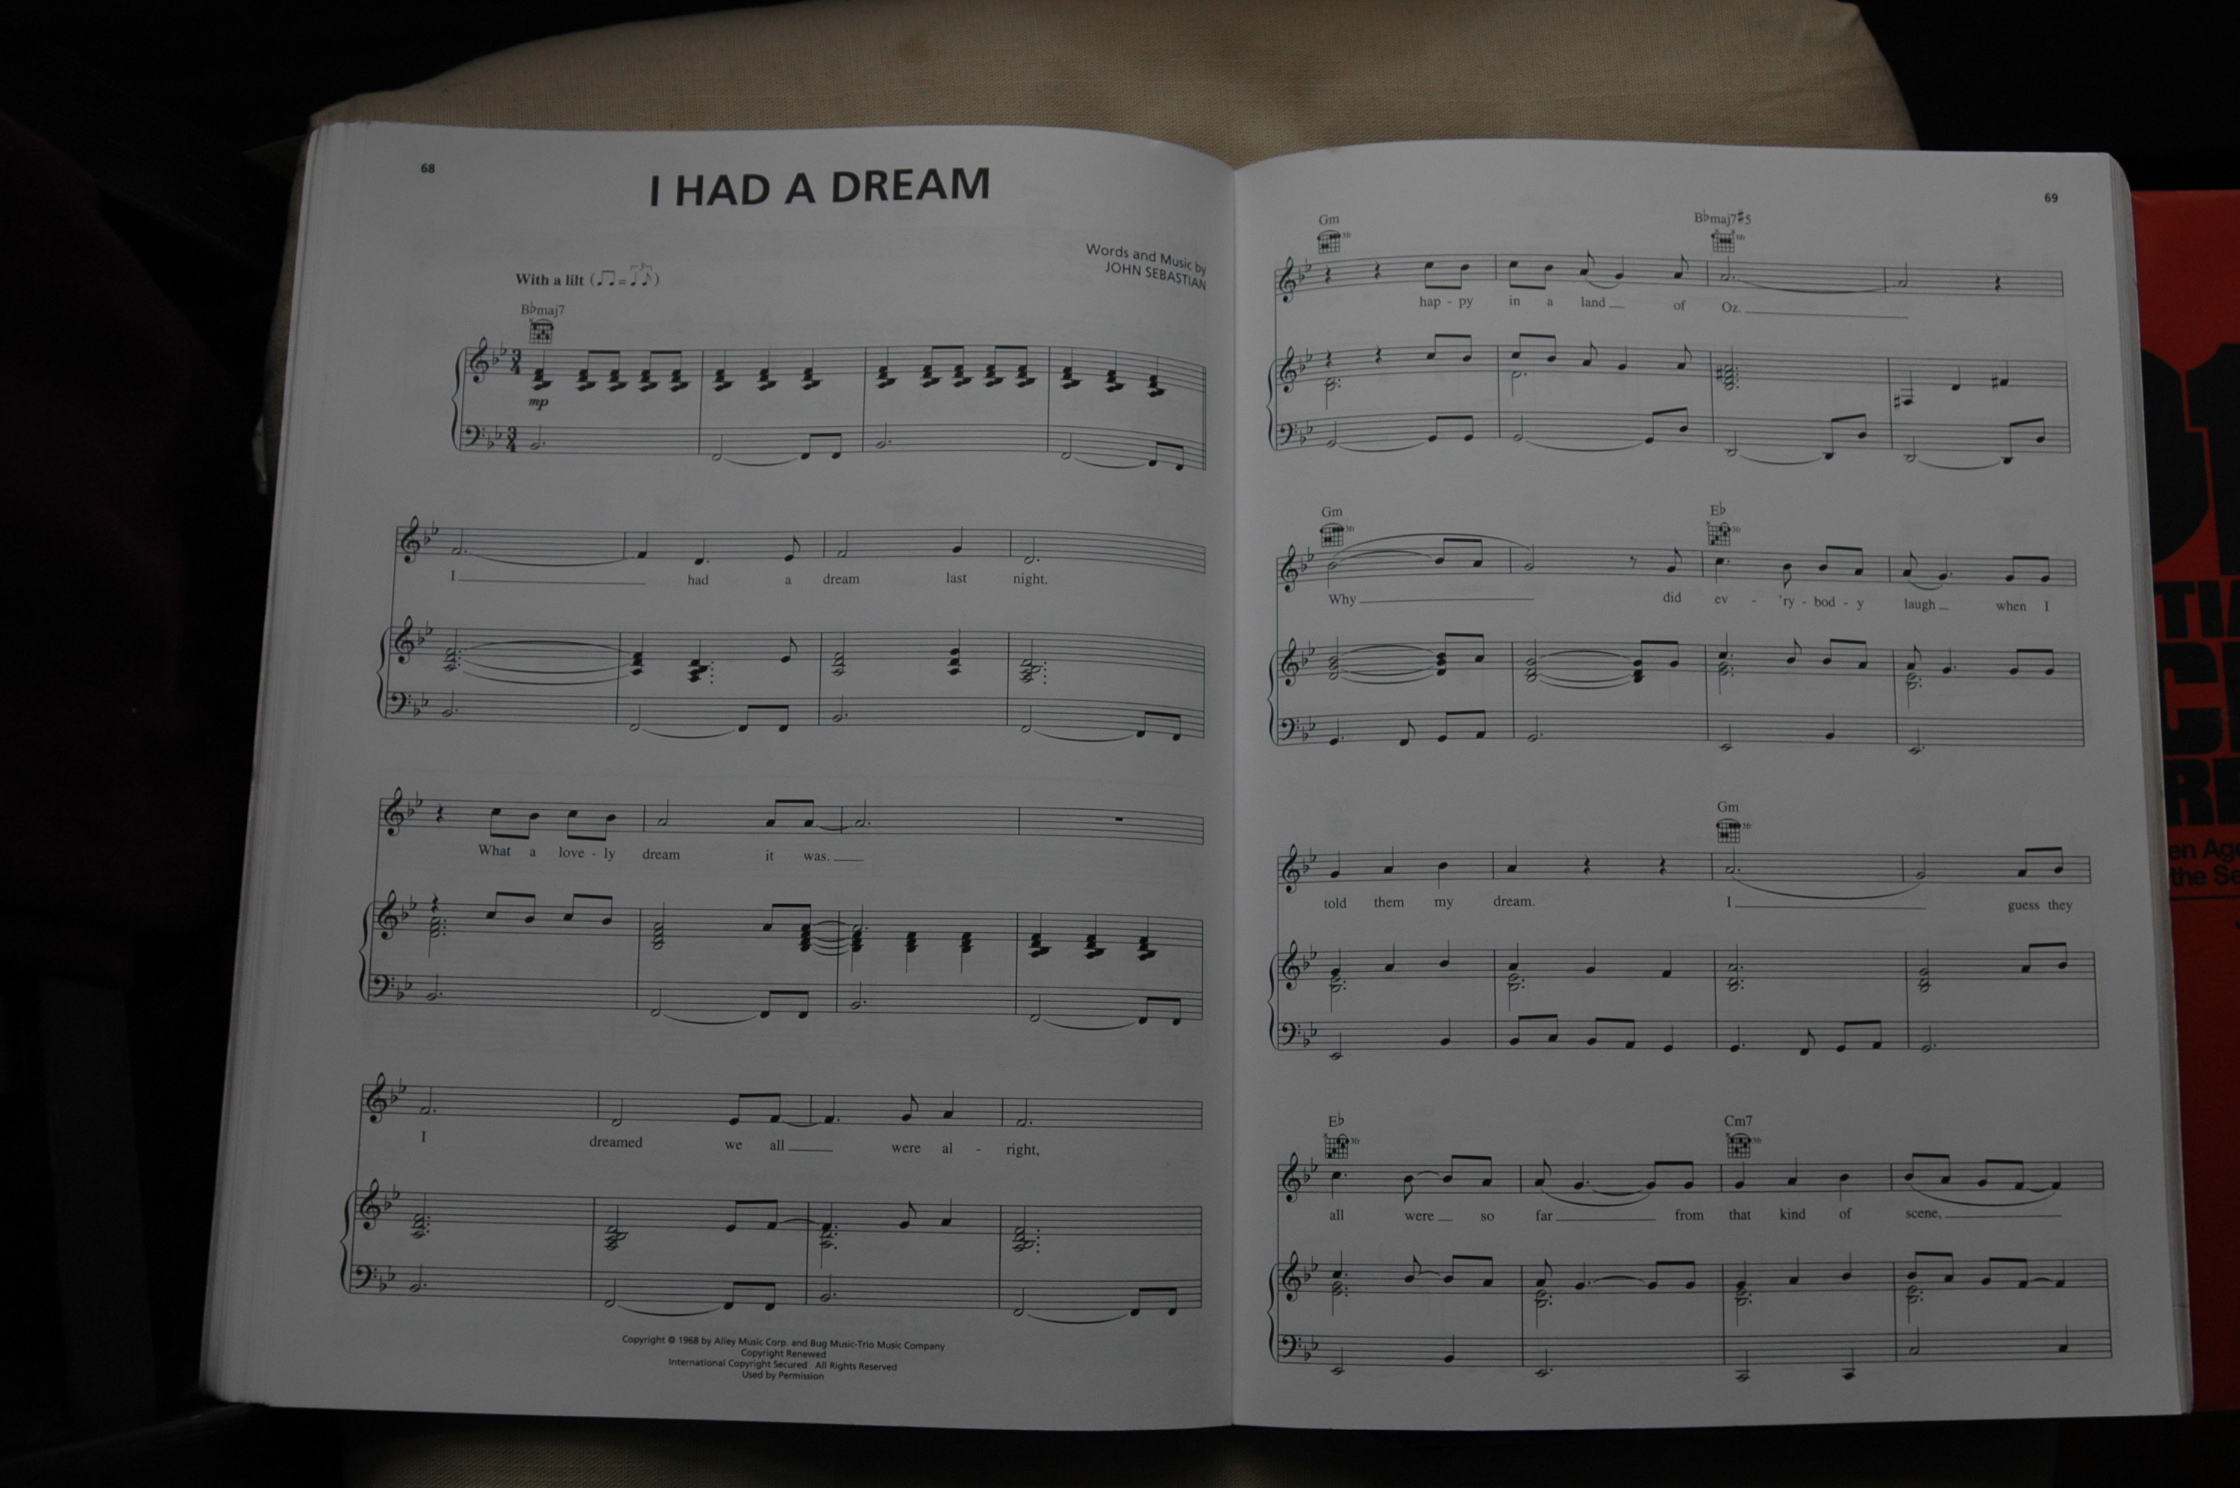 68
I HAD A DREAM
Words and Music by
JOHN SEBASTIAN
With a lilt
B♭maj7
mp
I had a dream last night.
What a love - ly dream it was.
I dreamed we all were al - right,
Copyright © 1968 by Alley Music Corp. and Bug Music-Trio Music Company
Copyright Renewed
International Copyright Secured All Rights Reserved
Used by Permission
69
Gm B♭maj7♯5
hap - py in a land of Oz.
Gm E♭
Why did ev - 'ry - bod - y laugh when I
Gm
told them my dream. I guess they
E♭ Cm7
all were so far from that kind of scene,
en Ag
the Se